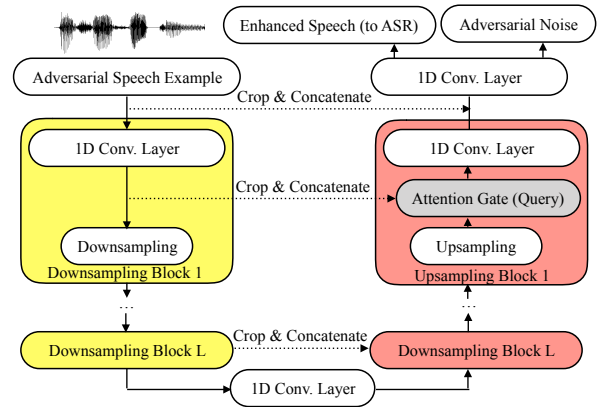 Enhanced Speech (to ASR)
Adversarial Noise
Adversarial Speech Example
1D Conv. Layer
Crop & Concatenate
1D Conv. Layer
1D Conv. Layer
Crop & Concatenate
Attention Gate (Query)
Downsampling
Upsampling
Downsampling Block 1
Upsampling Block 1
...
...
Downsampling Block L
Crop & Concatenate
Downsampling Block L
1D Conv. Layer